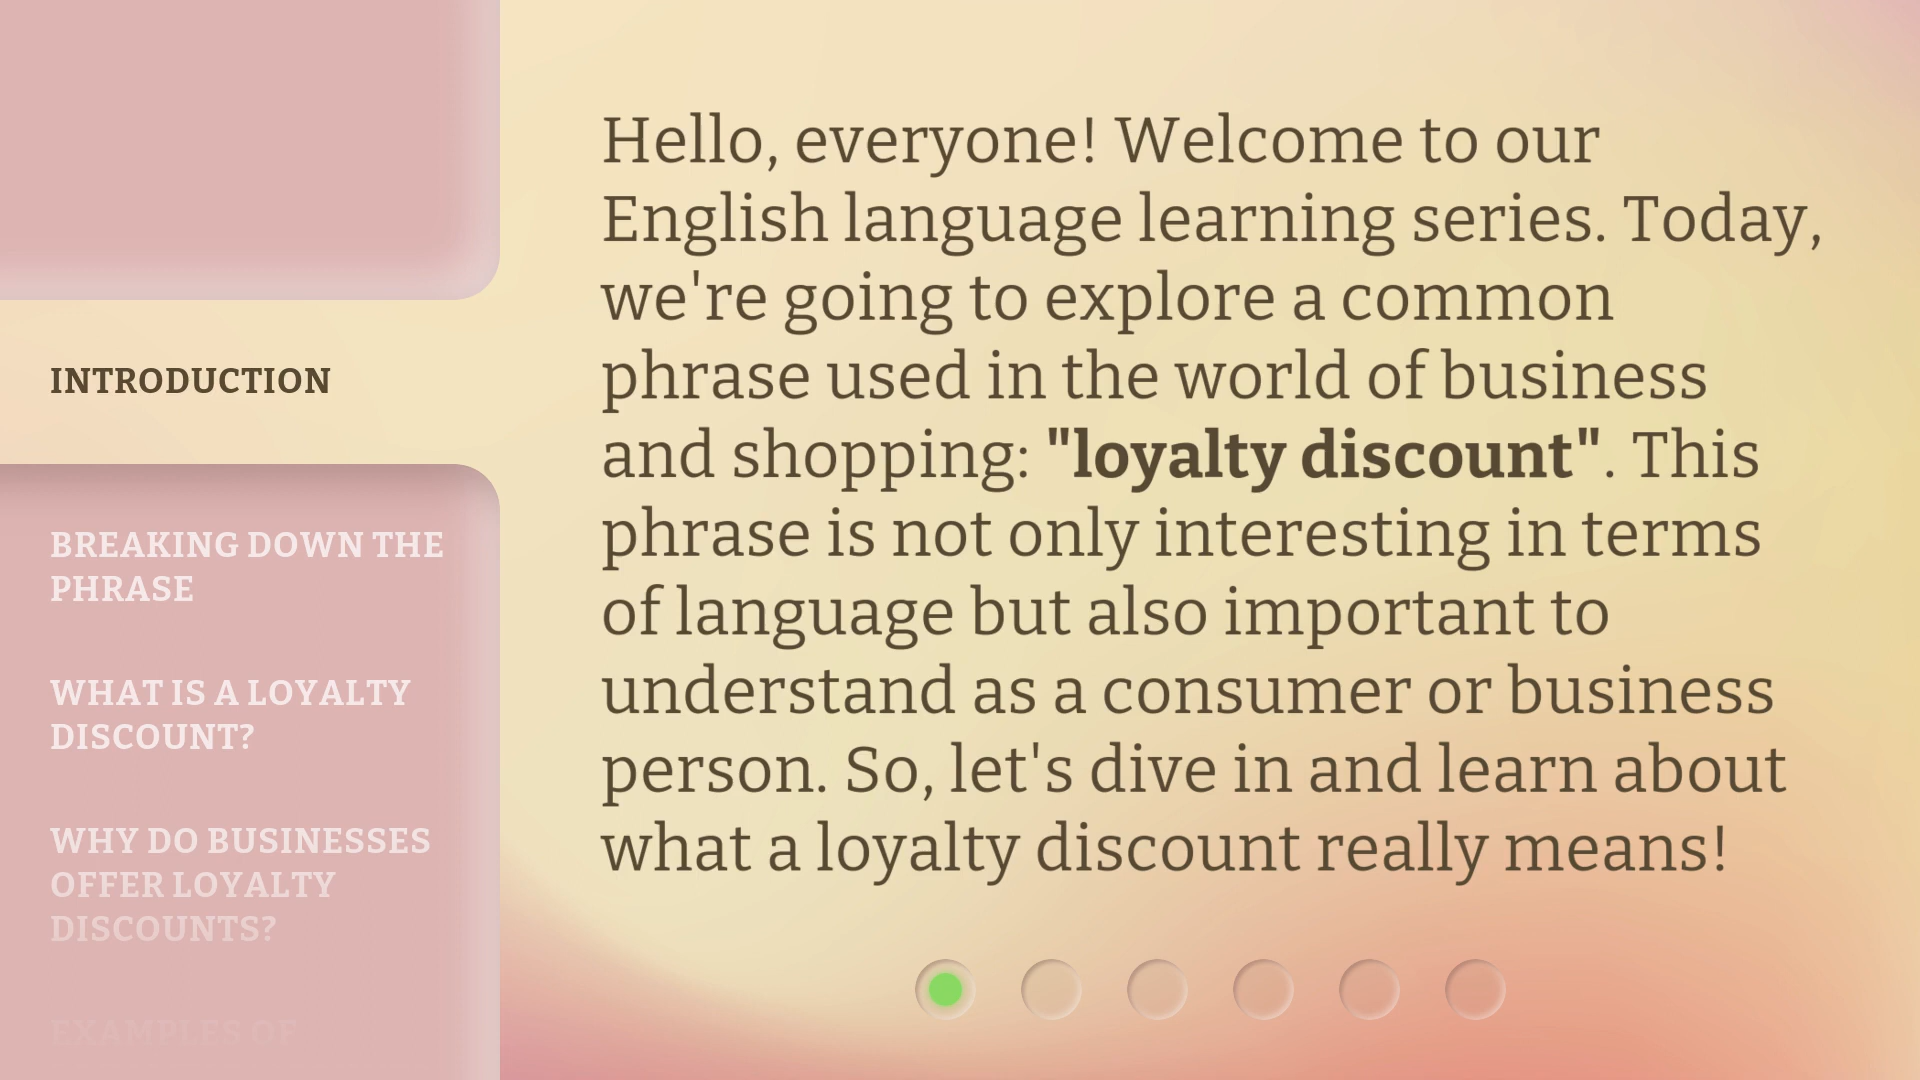 INTRODUCTION
BREAKING DOWN THE
PHRASE
WHAT IS A LOYALTY
DISCOUNT?
WHY DO BUSINESSES
OFFER LOYALTY
DISCOUNTS?
EXAMPLES OF
Hello, everyone! Welcome to our
English language learning series. Today,
we're going to explore a common
phrase used in the world of business
and shopping: "loyalty discount". This
phrase is not only interesting in terms
of language but also important to
understand as a consumer or business
person. So, let's dive in and learn about
what a loyalty discount really means!